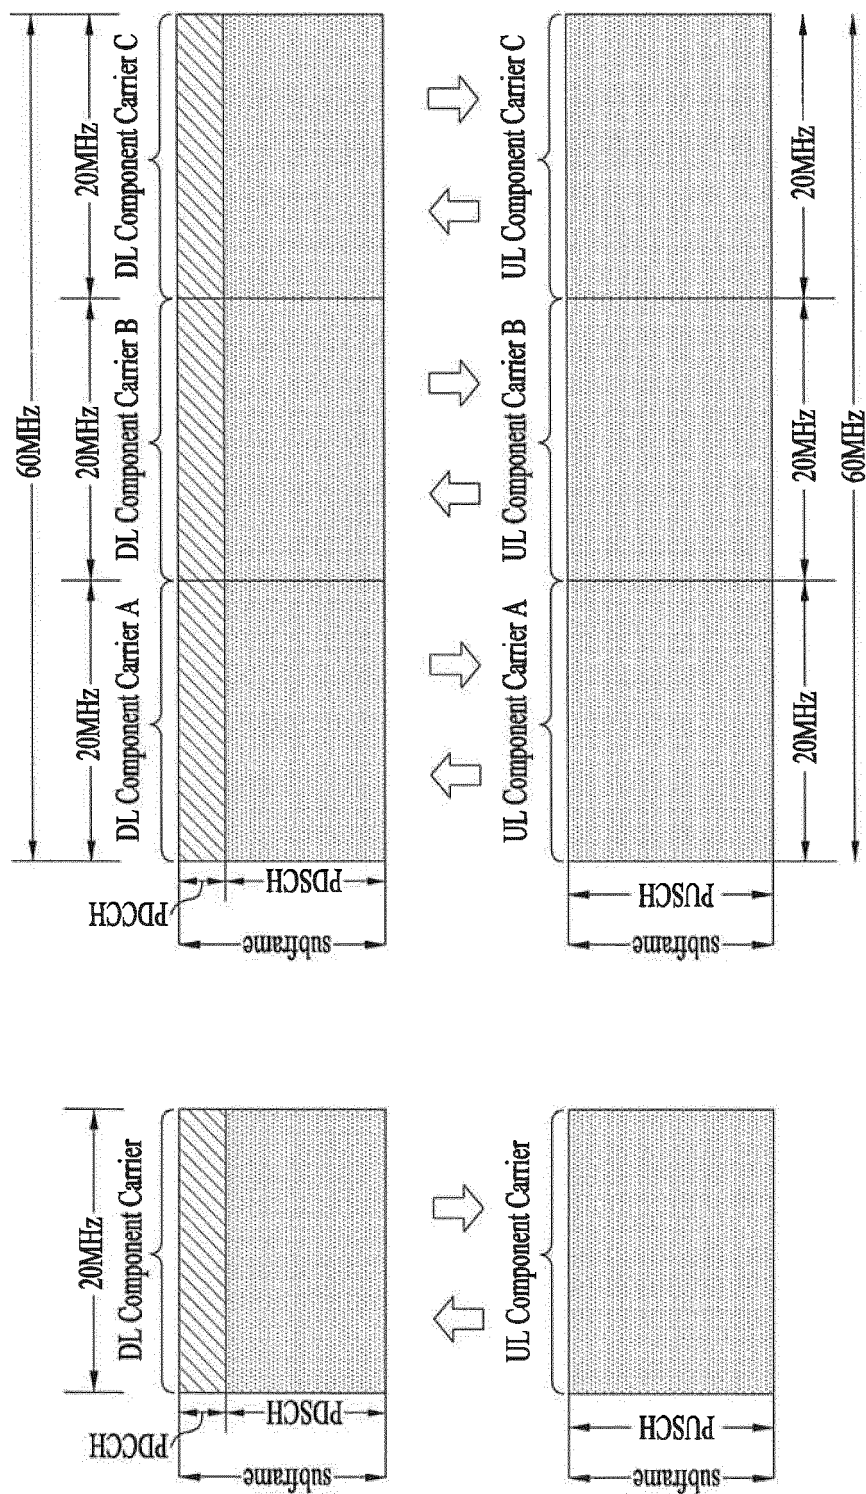 20MHz
DL Component Carrier
PDCCH
PDSCH
subframe
UL Component Carrier
PUSCH
subframe
60MHz
20MHz
20MHz
20MHz
DL Component Carrier A
DL Component Carrier B
DL Component Carrier C
PDCCH
PDSCH
subframe
UL Component Carrier A
UL Component Carrier B
UL Component Carrier C
PUSCH
subframe
20MHz
20MHz
20MHz
60MHz